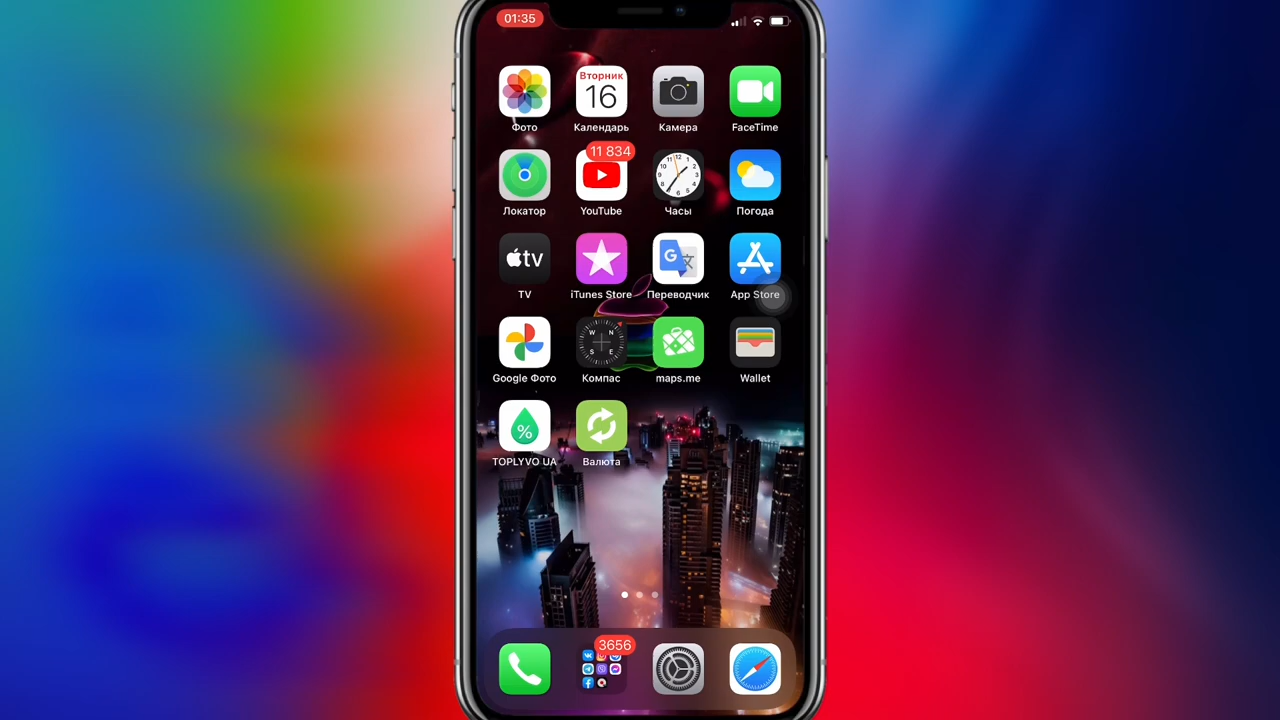 01:35
Вторник
16
Фото
Календарь
Камера
FaceTime
11 834
Локатор
YouTube
Часы
Погода
tv
TV
iTunes Store
Переводчик
App Store
Google Фото
Компас
maps.me
Wallet
%
TOPLYVO UA
Валюта
3656